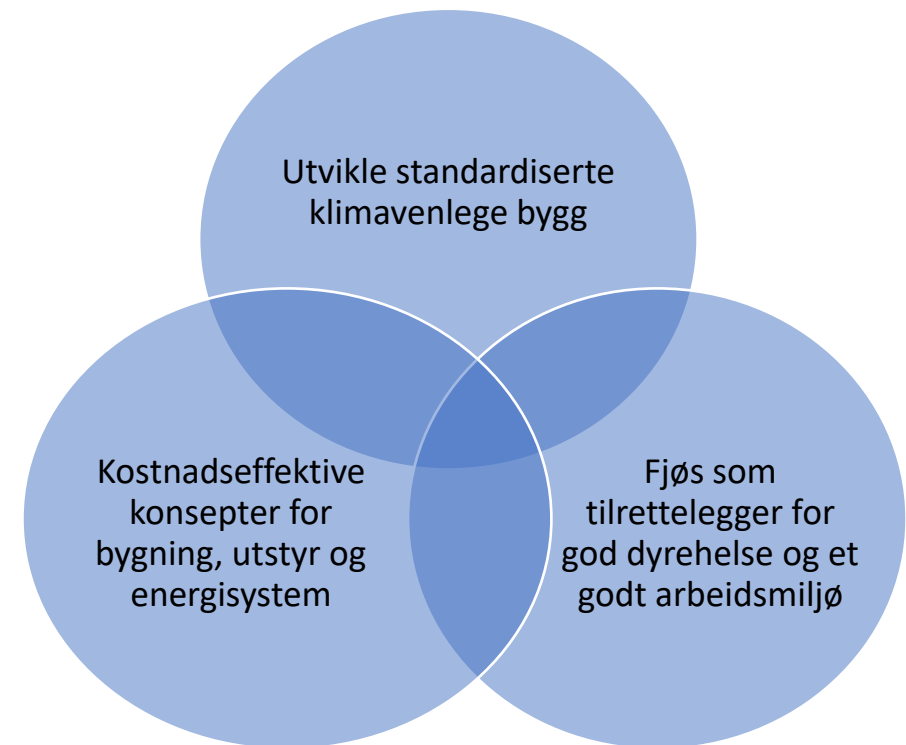 Utvikle standardiserte
klimavenlege bygg
Kostnadseffektive
konsepter for
bygning, utstyr og
energisystem
Fjøs som
tilrettelegger for
god dyrehelse og et
godt arbeidsmiljø